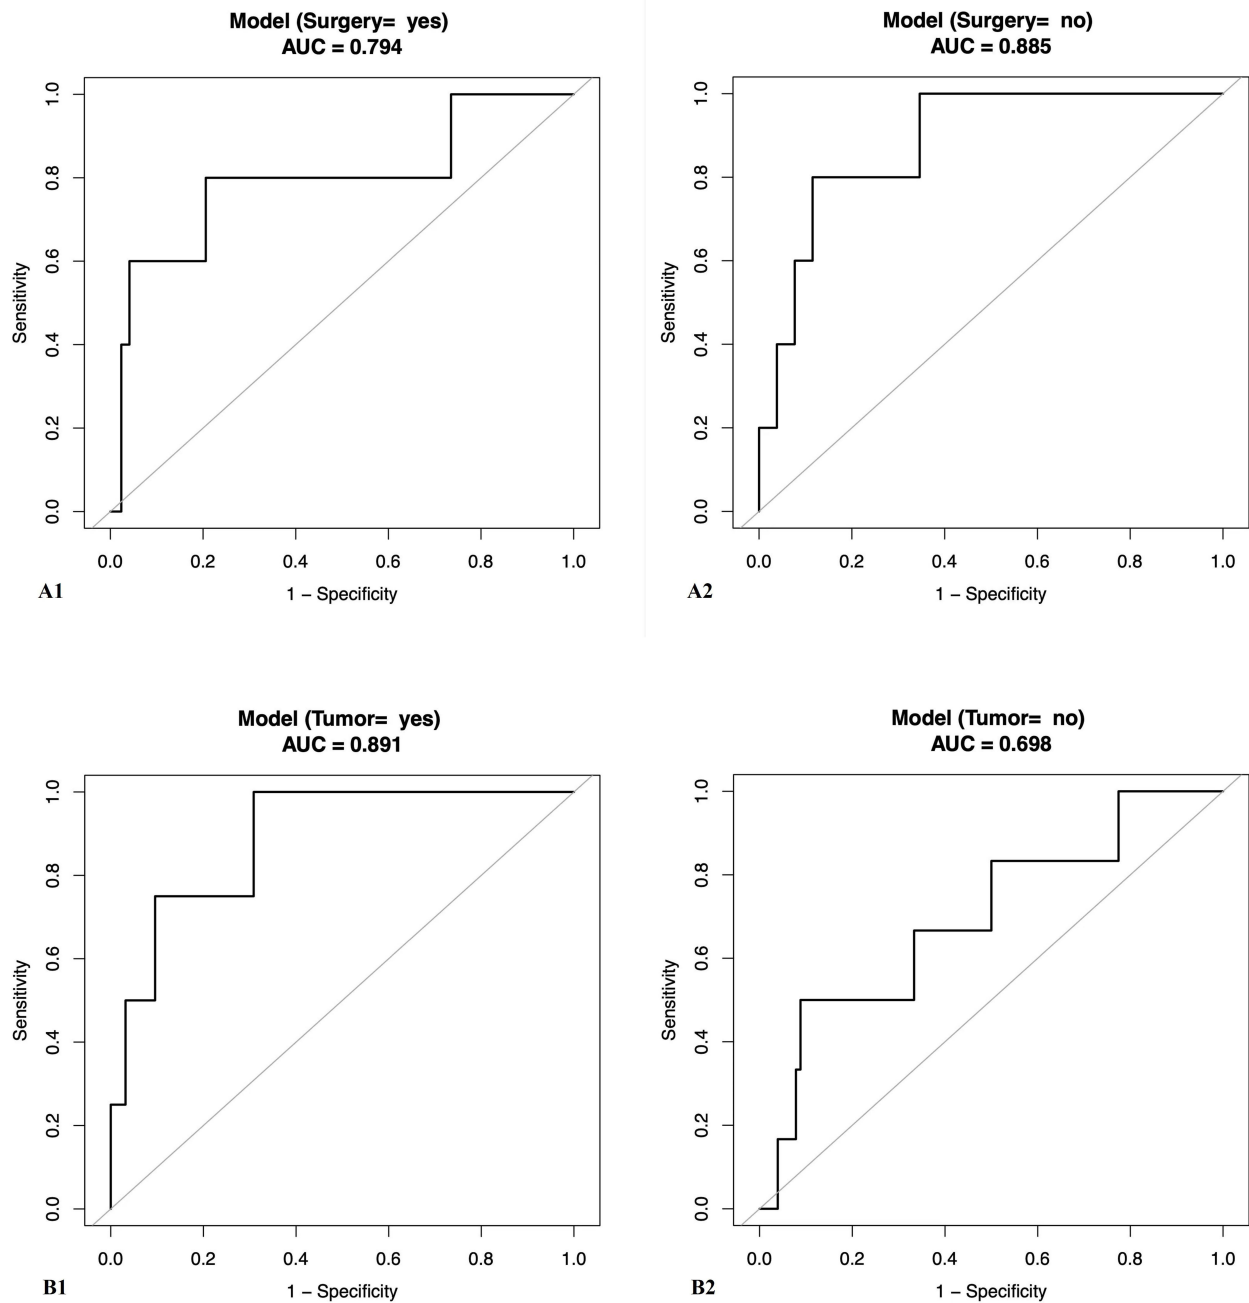 Model (Surgery=  yes)
AUC = 0.794
1.0
0.8
0.6
0.4
0.2
0.0
Sensitivity
0.0 0.2 0.4 0.6 0.8 1.0
1 − Specificity
A1
Model (Surgery=  no)
AUC = 0.885
1.0
0.8
0.6
0.4
0.2
0.0
Sensitivity
0.0 0.2 0.4 0.6 0.8 1.0
1 − Specificity
A2
Model (Tumor=  yes)
AUC = 0.891
1.0
0.8
0.6
0.4
0.2
0.0
Sensitivity
0.0 0.2 0.4 0.6 0.8 1.0
1 − Specificity
B1
Model (Tumor=  no)
AUC = 0.698
1.0
0.8
0.6
0.4
0.2
0.0
Sensitivity
0.0 0.2 0.4 0.6 0.8 1.0
1 − Specificity
B2